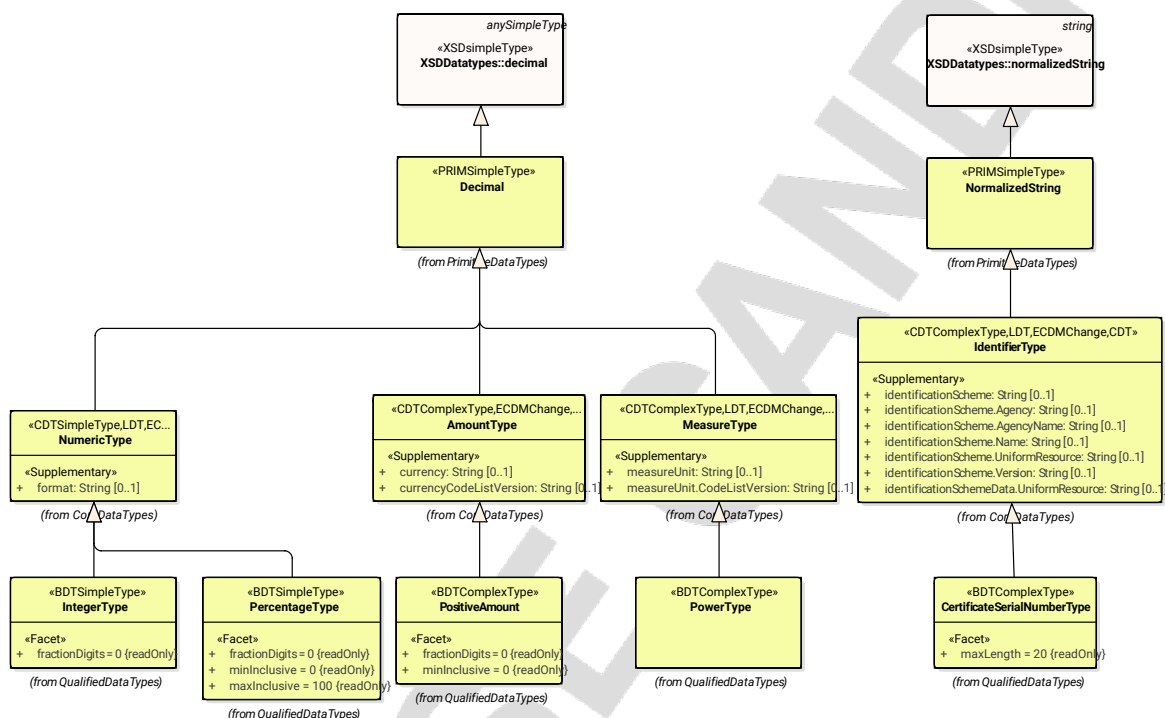 anySimpleType
«XSDsimpleType»
XSDDatatypes::decimal
string
«XSDsimpleType»
XSDDatatypes::normalizedString
«PRIMSimpleType»
Decimal
(from PrimitiveDataTypes)
«PRIMSimpleType»
NormalizedString
(from PrimitiveDataTypes)
«CDTComplexType,LDT,ECDMChange,CDT»
IdentifierType
«Supplementary»
+ identificationScheme: String [0..1]
+ identificationScheme.Agency: String [0..1]
+ identificationScheme.AgencyName: String [0..1]
+ identificationScheme.Name: String [0..1]
+ identificationScheme.UniformResource: String [0..1]
+ identificationScheme.Version: String [0..1]
+ identificationSchemeData.UniformResource: String [0..1
(from CoreDataTypes)
«CDTSimpleType,LDT,EC...
NumericType
«Supplementary»
+ format: String [0..1]
(from CoreDataTypes)
«CDTComplexType,ECDMChange,...
AmountType
«Supplementary»
+ currency: String [0..1]
+ currencyCodeListVersion: String [0..1]
(from CoreDataTypes)
«CDTComplexType,LDT,ECDMChange,...
MeasureType
«Supplementary»
+ measureUnit: String [0..1]
+ measureUnit.CodeListVersion: String [0..1]
(from CoreDataTypes)
«BDTSimpleType»
IntegerType
«Facet»
+ fractionDigits = 0 {readOnly}
(from QualifiedDataTypes)
«BDTSimpleType»
PercentageType
«Facet»
+ fractionDigits = 0 {readOnly}
+ minInclusive = 0 {readOnly}
+ maxInclusive = 100 {readOnly}
(from QualifiedDataTypes)
«BDTComplexType»
PositiveAmount
«Facet»
+ fractionDigits = 0 {readOnly}
+ minInclusive = 0 {readOnly}
(from QualifiedDataTypes)
«BDTComplexType»
PowerType
(from QualifiedDataTypes)
«BDTComplexType»
CertificateSerialNumberType
«Facet»
+ maxLength = 20 {readOnly}
(from QualifiedDataTypes)